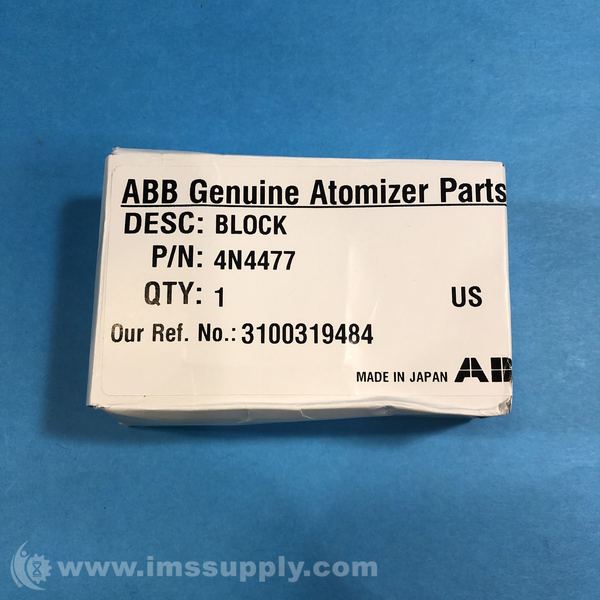 ABB Genuine Atomizer Parts
DESC: BLOCK
P/N: 4N4477
QTY: 1 US
Our Ref. No.: 3100319484
MADE IN JAPAN AB
www.imssupply.com